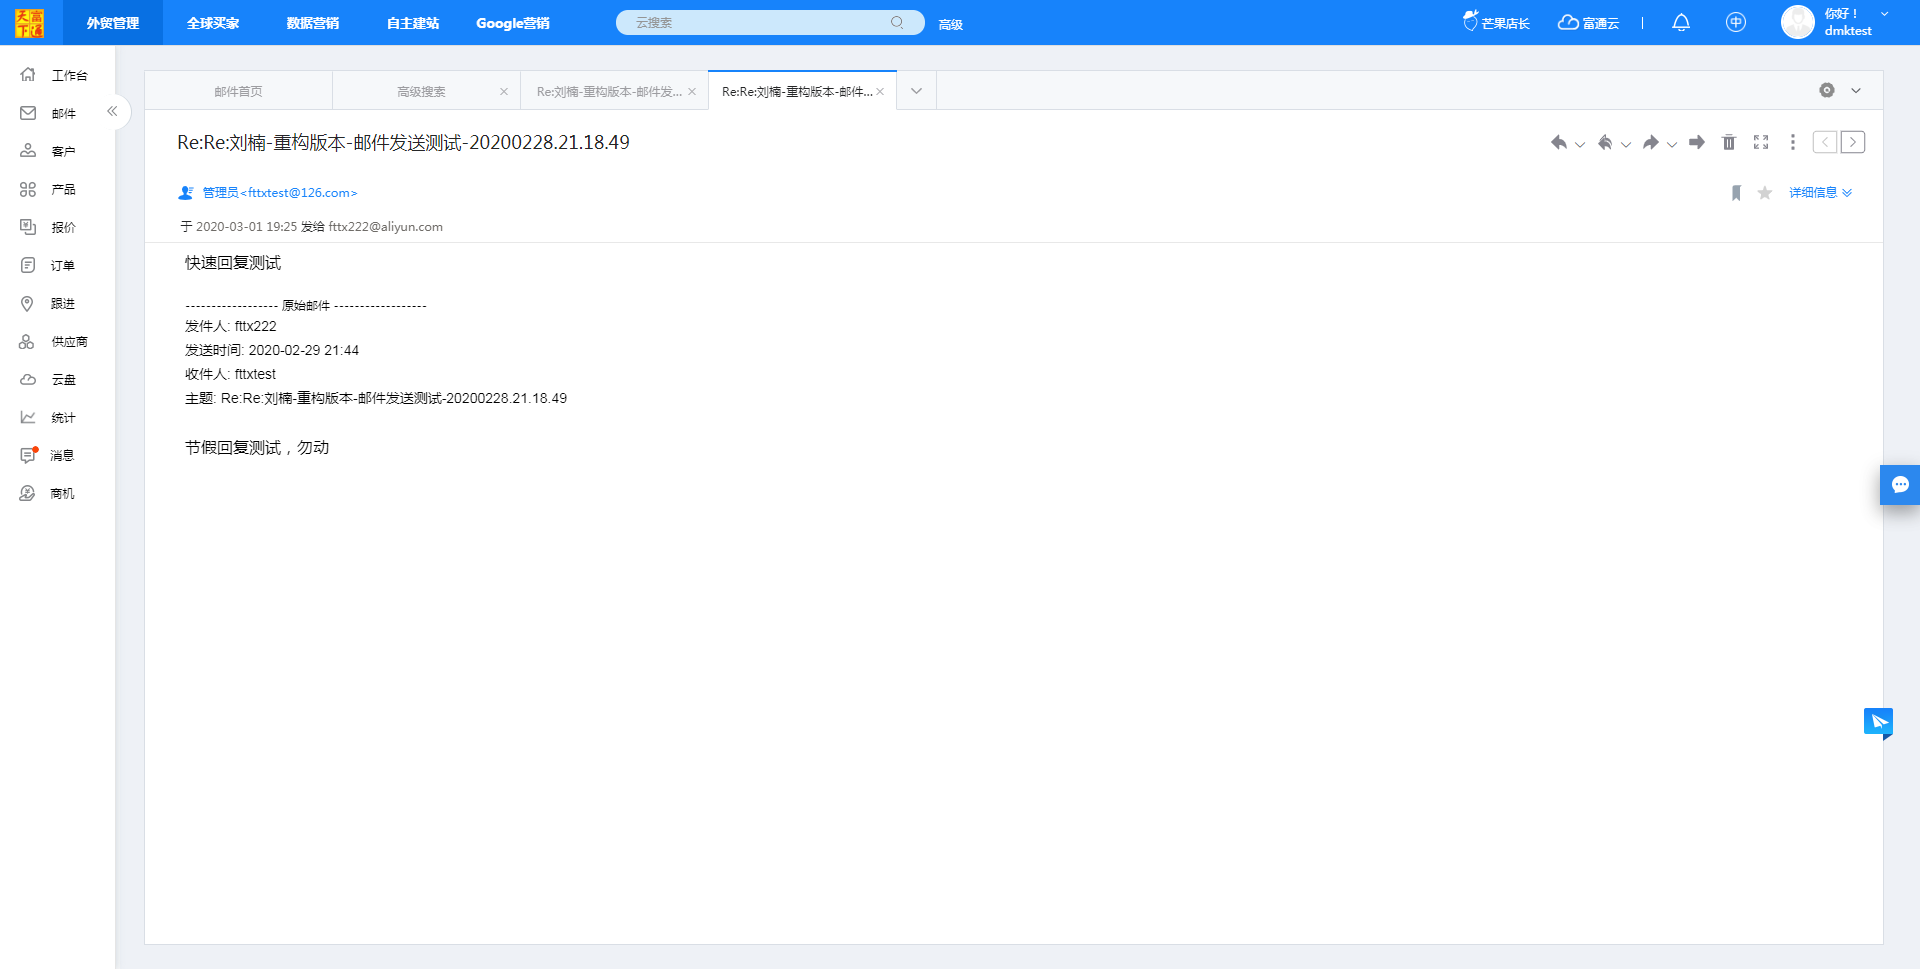 天下富通 外贸管理 全球买家 数据营销 自主建站 Google营销 云搜索 高级 芒果店长 富通云 | 中 你好！
dmktest
工作台
邮件
客户
产品
报价
订单
跟进
供应商
云盘
统计
消息
商机
邮件首页 高级搜索 Re:刘楠-重构版本-邮件发... Re:Re:刘楠-重构版本-邮件...
Re:Re:刘楠-重构版本-邮件发送测试-20200228.21.18.49
管理员<fttxtest@126.com> 详细信息
于 2020-03-01 19:25 发给 fttx222@aliyun.com
快速回复测试
------------------ 原始邮件 ------------------
发件人: fttx222
发送时间: 2020-02-29 21:44
收件人: fttxtest
主题: Re:Re:刘楠-重构版本-邮件发送测试-20200228.21.18.49
节假回复测试，勿动